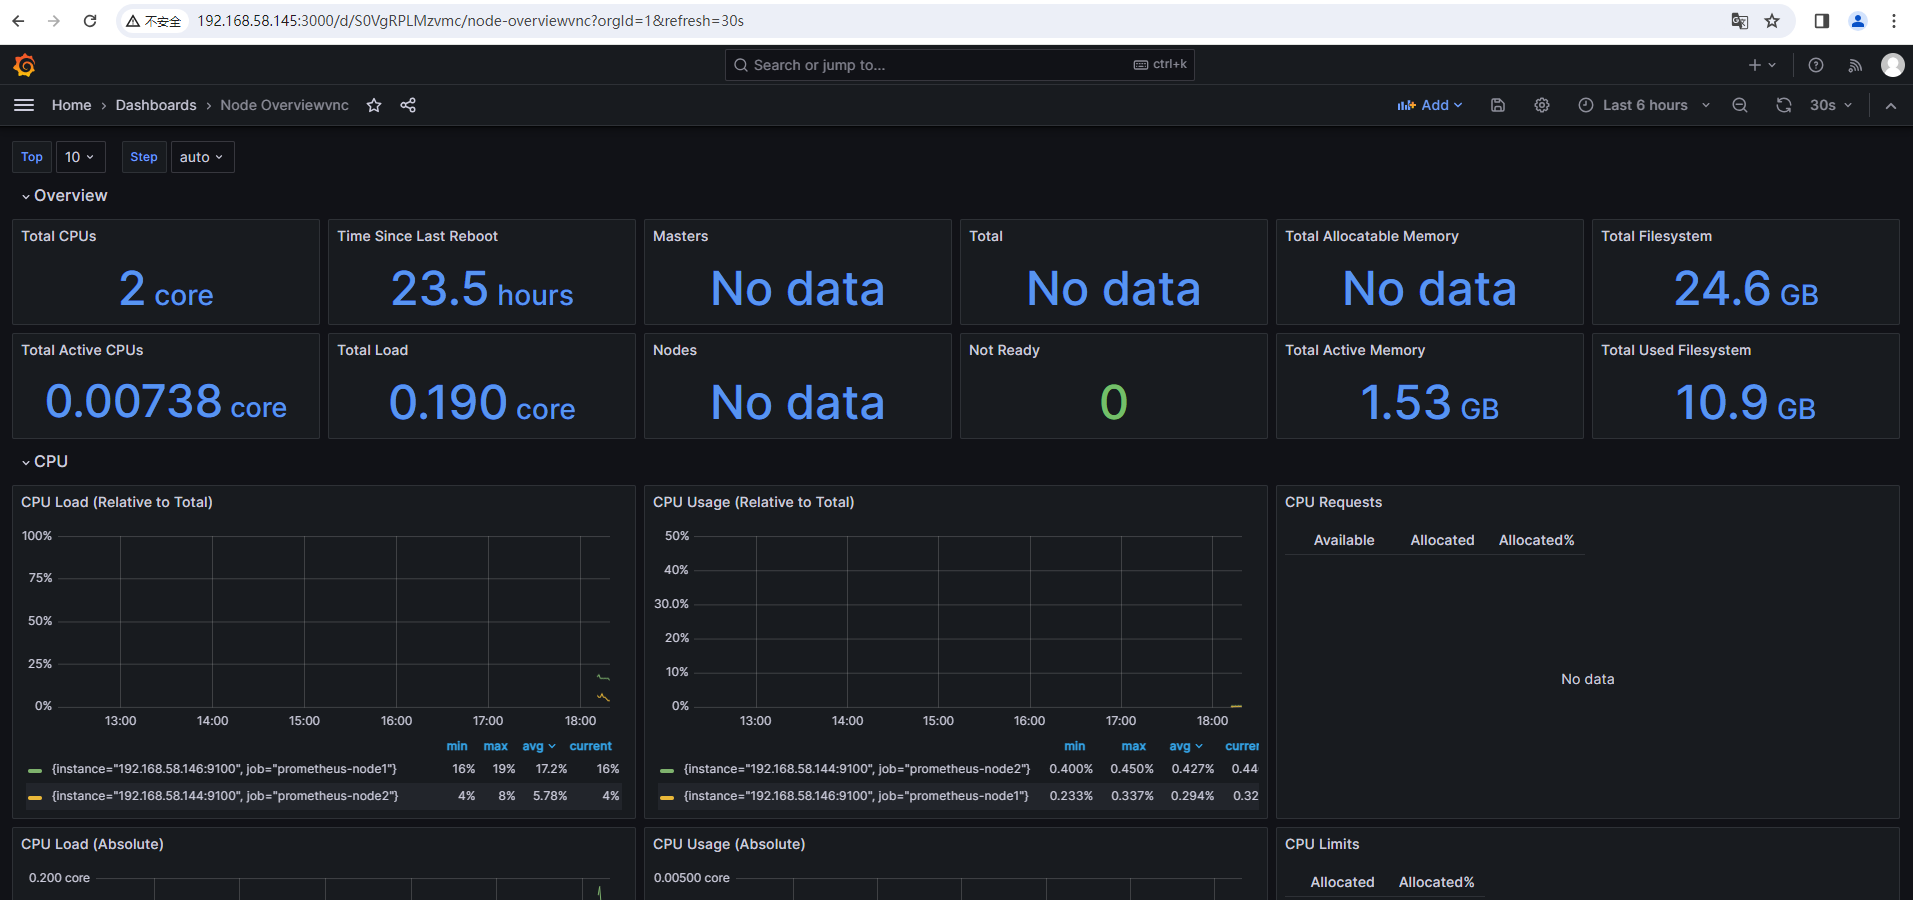 不安全 192.168.58.145:3000/d/S0VgRPLMzvmc/node-overviewvnc?orgId=1&refresh=30s
Search or jump to... ctrl+k
Home › Dashboards › Node Overviewvnc Add Last 6 hours 30s
Top 10 Step auto
Overview
Total CPUs Time Since Last Reboot Masters Total Total Allocatable Memory Total Filesystem
2 core 23.5 hours No data No data No data 24.6 GB
Total Active CPUs Total Load Nodes Not Ready Total Active Memory Total Used Filesystem
0.00738 core 0.190 core No data 0 1.53 GB 10.9 GB
CPU
CPU Load (Relative to Total)
100%
75%
50%
25%
0%
13:00 14:00 15:00 16:00 17:00 18:00
min max avg current
{instance="192.168.58.146:9100", job="prometheus-node1"} 16% 19% 17.2% 16%
{instance="192.168.58.144:9100", job="prometheus-node2"} 4% 8% 5.78% 4%
CPU Usage (Relative to Total)
50%
40%
30.0%
20%
10%
0%
13:00 14:00 15:00 16:00 17:00 18:00
min max avg curren
{instance="192.168.58.144:9100", job="prometheus-node2"} 0.400% 0.450% 0.427% 0.44
{instance="192.168.58.146:9100", job="prometheus-node1"} 0.233% 0.337% 0.294% 0.32
CPU Requests
Available Allocated Allocated%
No data
CPU Load (Absolute)
0.200 core
CPU Usage (Absolute)
0.00500 core
CPU Limits
Allocated Allocated%